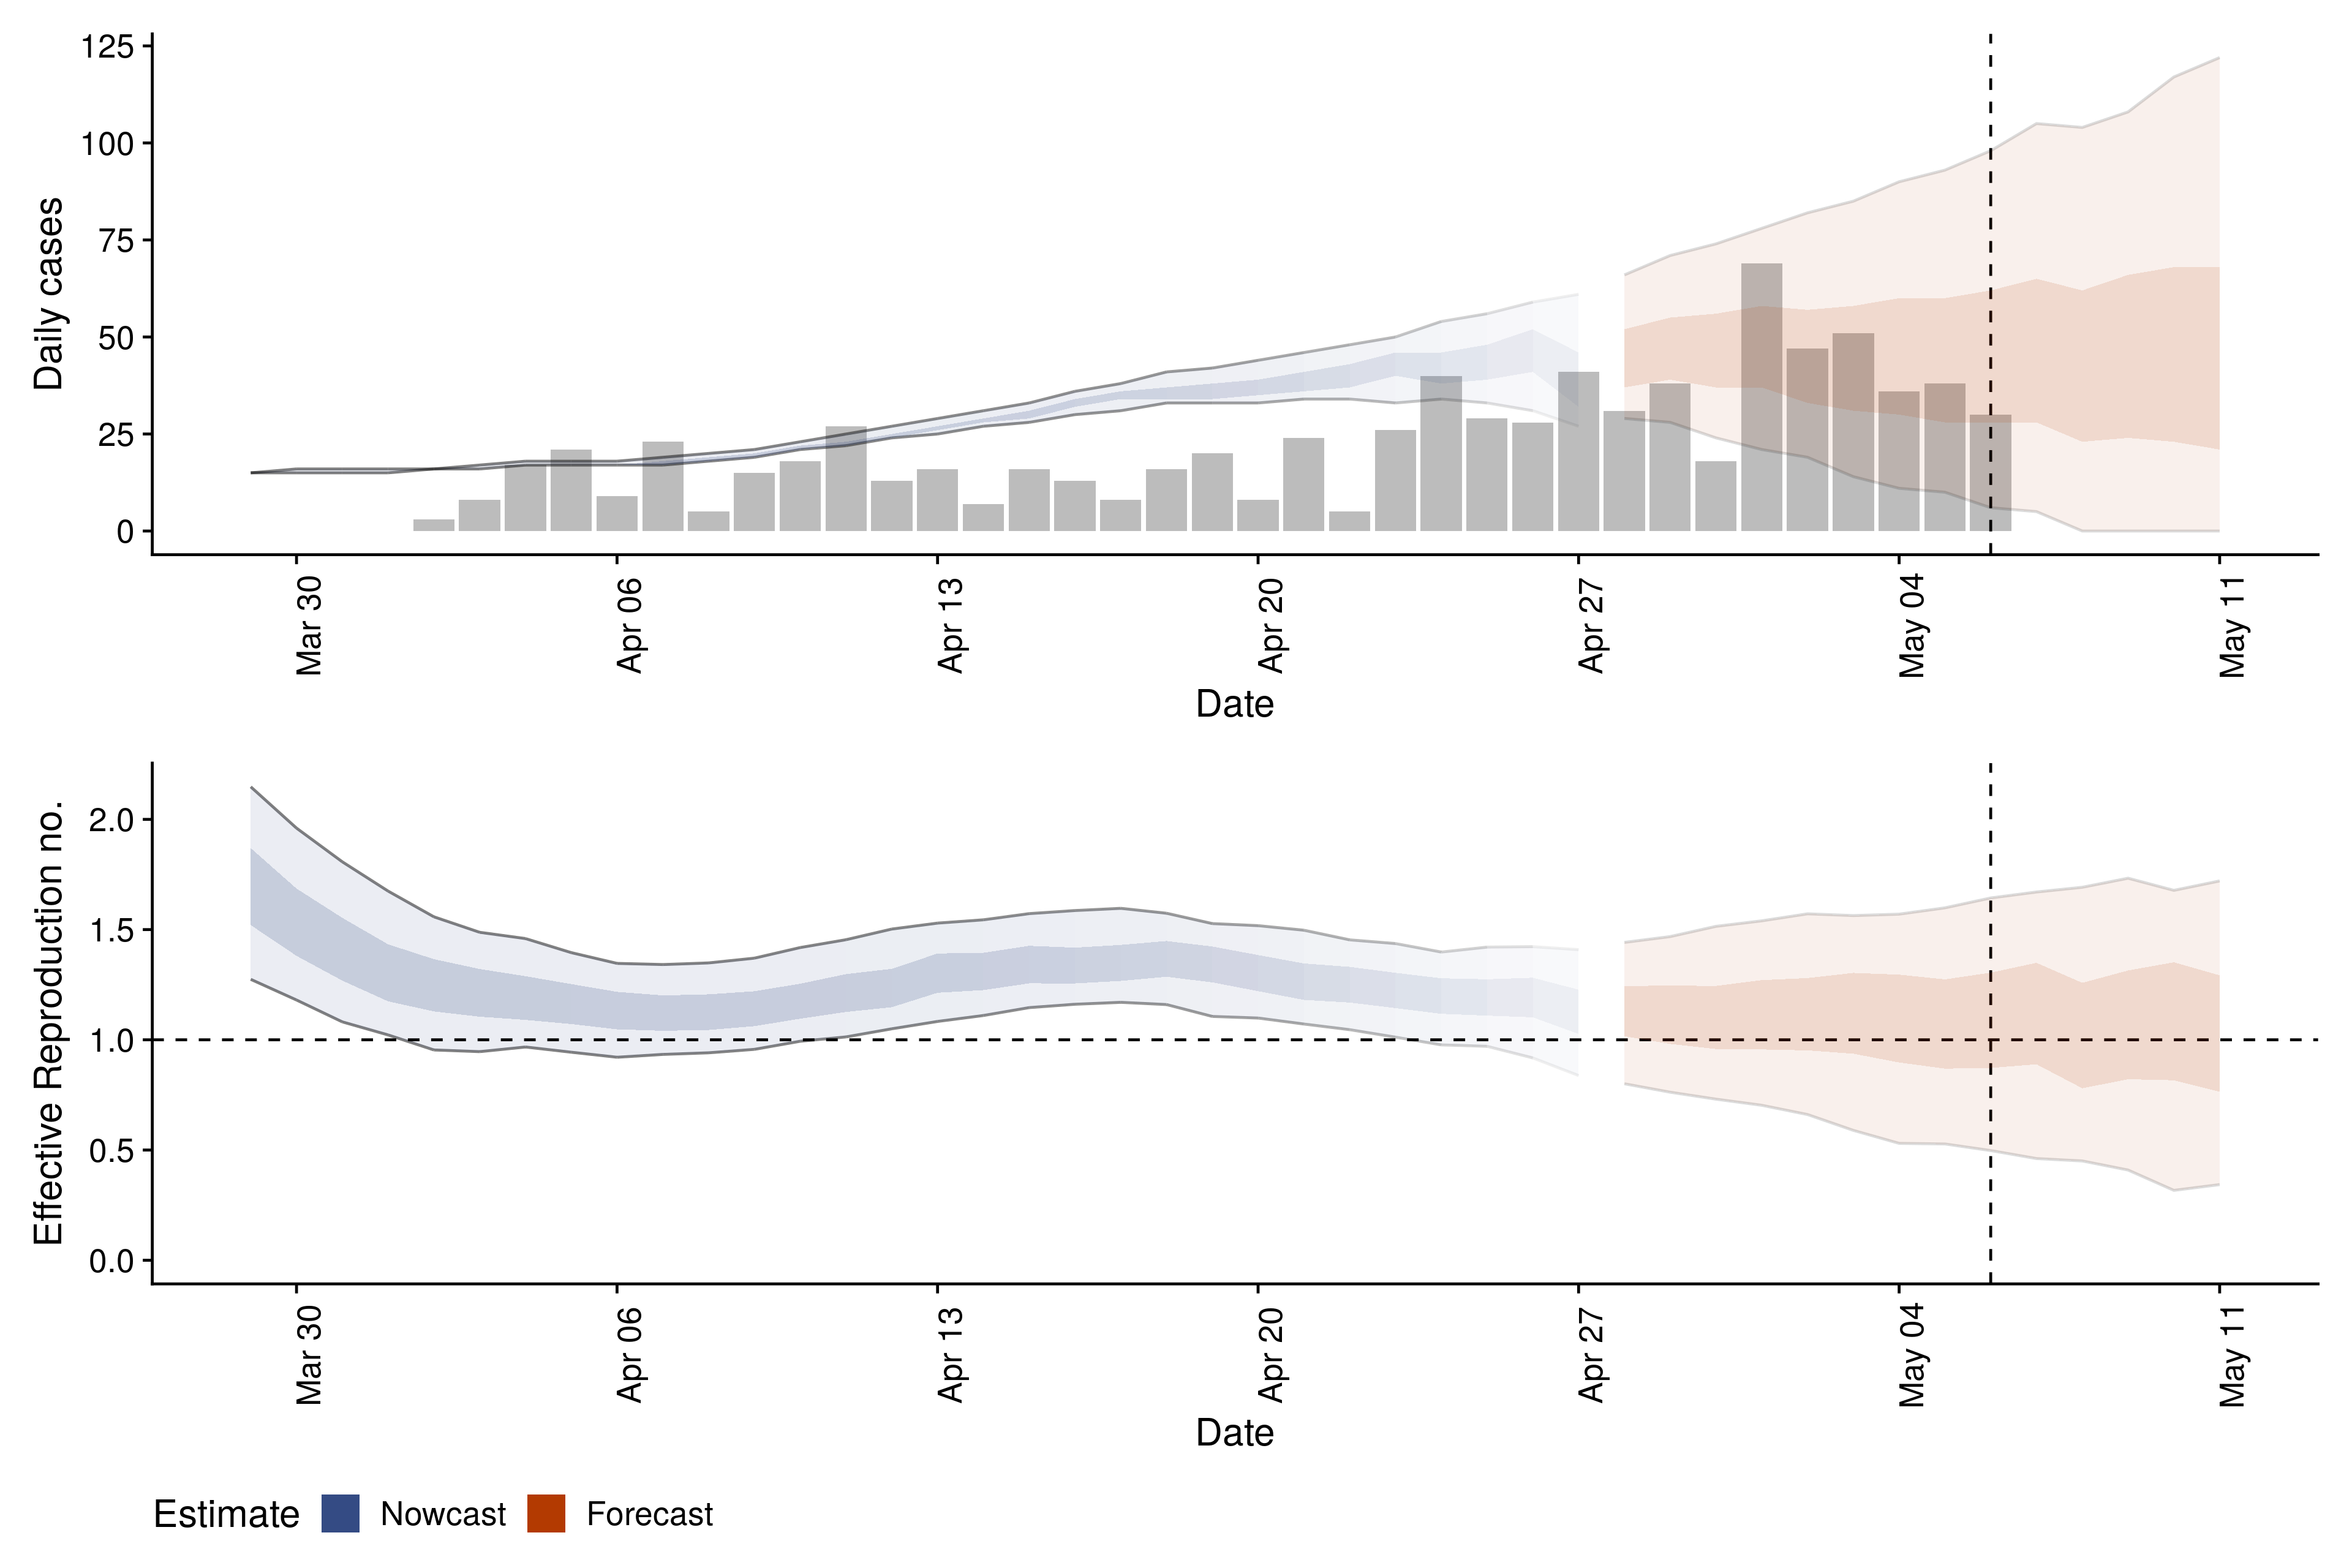 125
100
75
50
25
0
Daily cases
Mar 30
Apr 06
Apr 13
Apr 20
Apr 27
May 04
May 11
Date
2.0
1.5
1.0
0.5
0.0
Effective Reproduction no.
Mar 30
Apr 06
Apr 13
Apr 20
Apr 27
May 04
May 11
Date
Estimate Nowcast Forecast